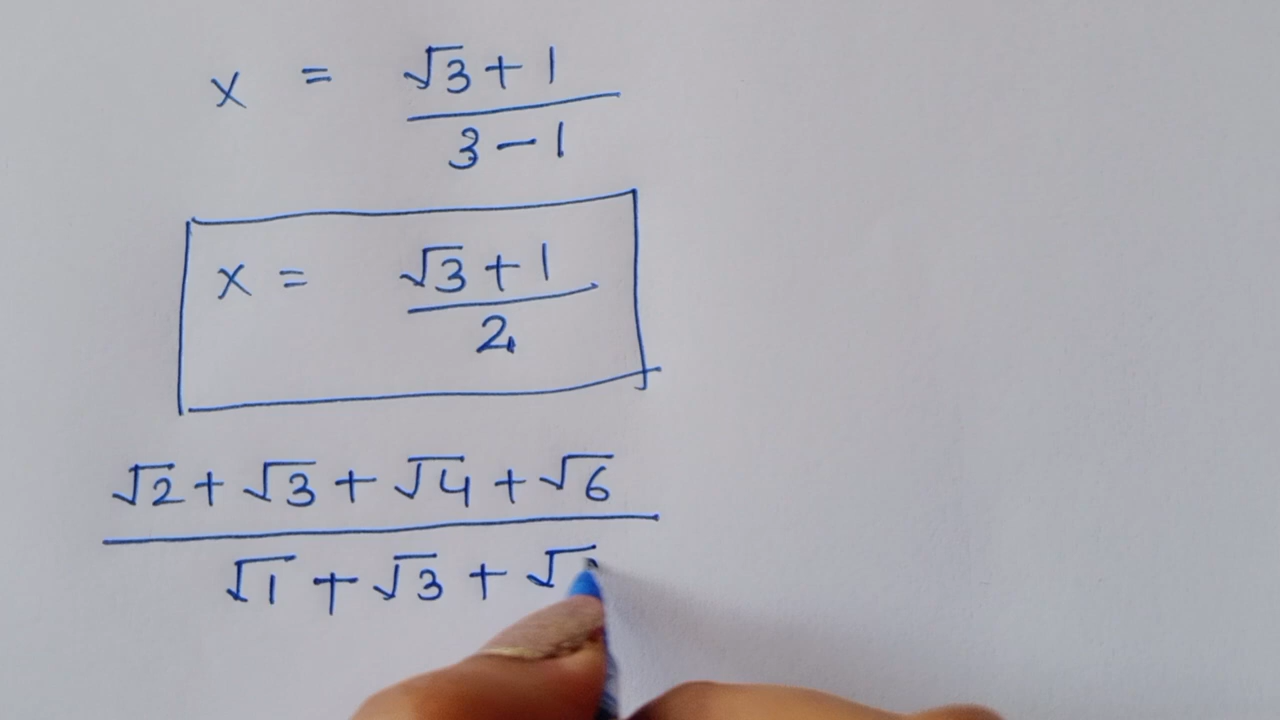 x = √3 + 1 / 3 - 1
x = √3 + 1 / 2
√2 + √3 + √4 + √6 / √1 + √3 + √